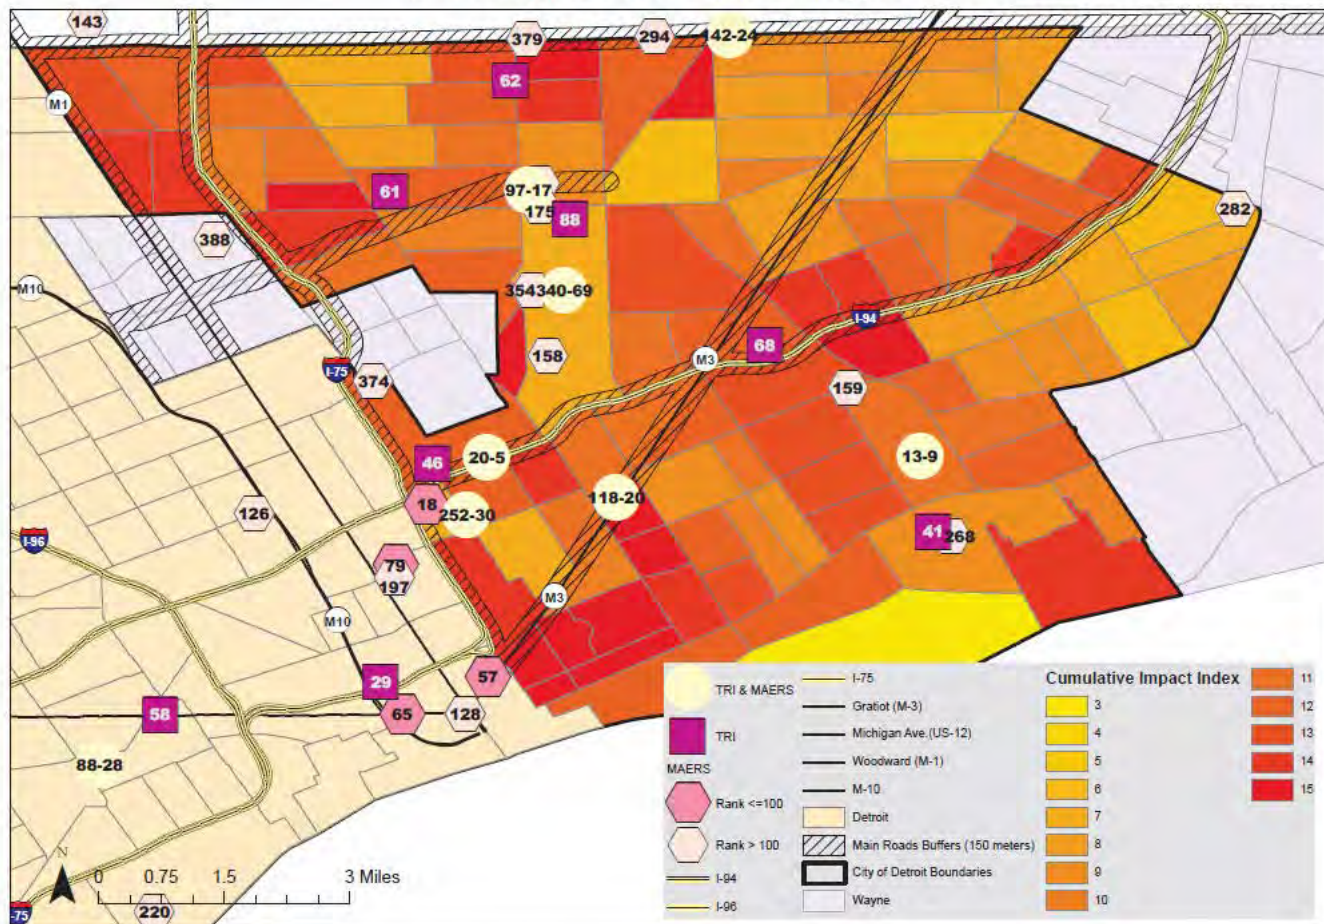 143
379
294
142-24
62
M1
61
97-17
175
88
282
388
M10
354340-69
I-94
68
M3
158
I-75
374
159
46
20-5
13-9
18
252-30
118-20
126
41
268
I-96
79
197
M3
M10
57
29
65
128
58
88-28
N
0 0.75 1.5 3 Miles
-75
220
TRI & MAERS
TRI
MAERS
Rank <=100
Rank > 100
I-94
I-96
I-75
Gratiot (M-3)
Michigan Ave.(US-12)
Woodward (M-1)
M-10
Detroit
Main Roads Buffers (150 meters)
City of Detroit Boundaries
Wayne
Cumulative Impact Index
3
4
5
6
7
8
9
10
11
12
13
14
15